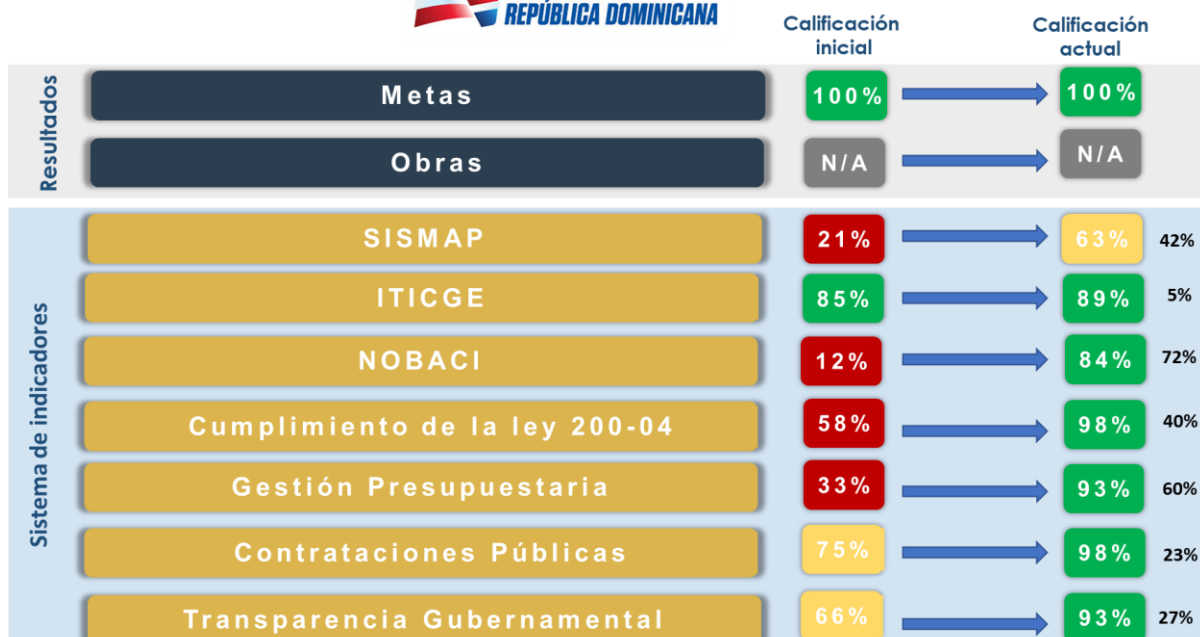 REPÚBLICA DOMINICANA
Calificación
inicial
Calificación
actual
Resultados
Metas 100% 100%
Obras N/A N/A
Sistema de indicadores
SISMAP 21% 63% 42%
ITICGE 85% 89% 5%
NOBACI 12% 84% 72%
Cumplimiento de la ley 200-04 58% 98% 40%
Gestión Presupuestaria 33% 93% 60%
Contrataciones Públicas 75% 98% 23%
Transparencia Gubernamental 66% 93% 27%